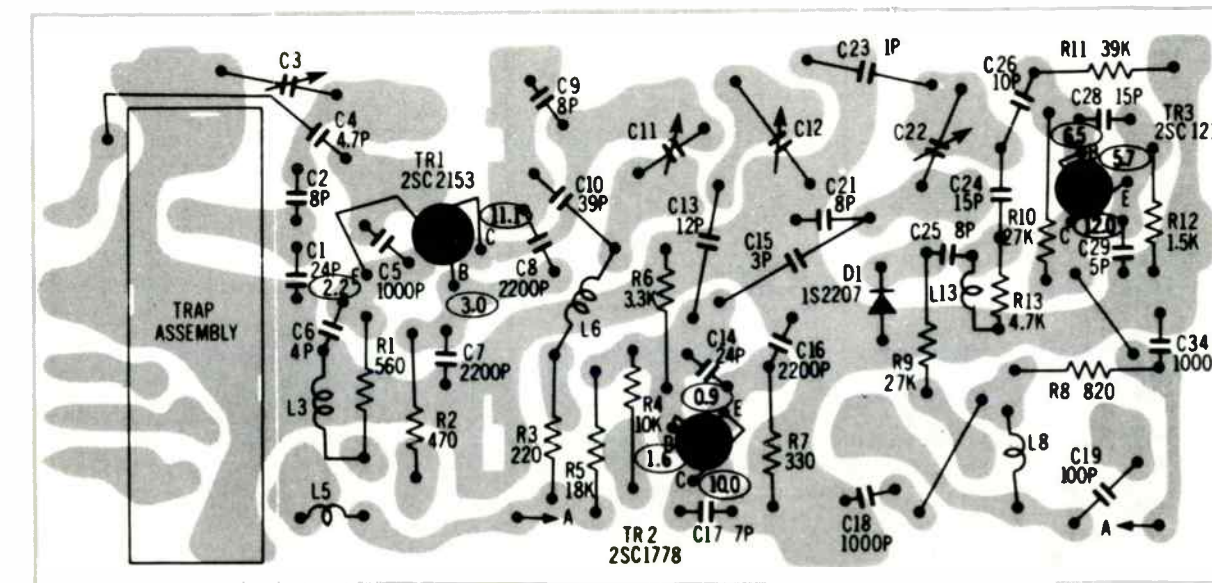 C3
C4
4.7P
C2
8P
C1
24P
E
2.2
C6
4P
TRAP
ASSEMBLY
L3
L5
R1
560
C5
1000P
TR1
2SC2153
B
3.0
11.1
C
C8
2200P
C7
2200P
R2
470
C9
8P
C10
39P
L6
R3
220
R5
18K
A
R4
10K
R6
3.3K
C11
C12
C13
12P
C14
24P
0.9
E
B
1.6
C
10.0
TR2
2SC1778
C17 7P
C15
3P
C16
2200P
R7
330
C21
8P
C23 1P
C22
D1
1S2207
C25
8P
C24
15P
L13
R13
4.7K
R9
27K
C18
1000P
C26
10P
R11 39K
C28 15P
TR3
6.5
B
5.7
E
R10
27K
C
12.0
C29
5P
R12
1.5K
C34
R8 820
L8
C19
100P
A